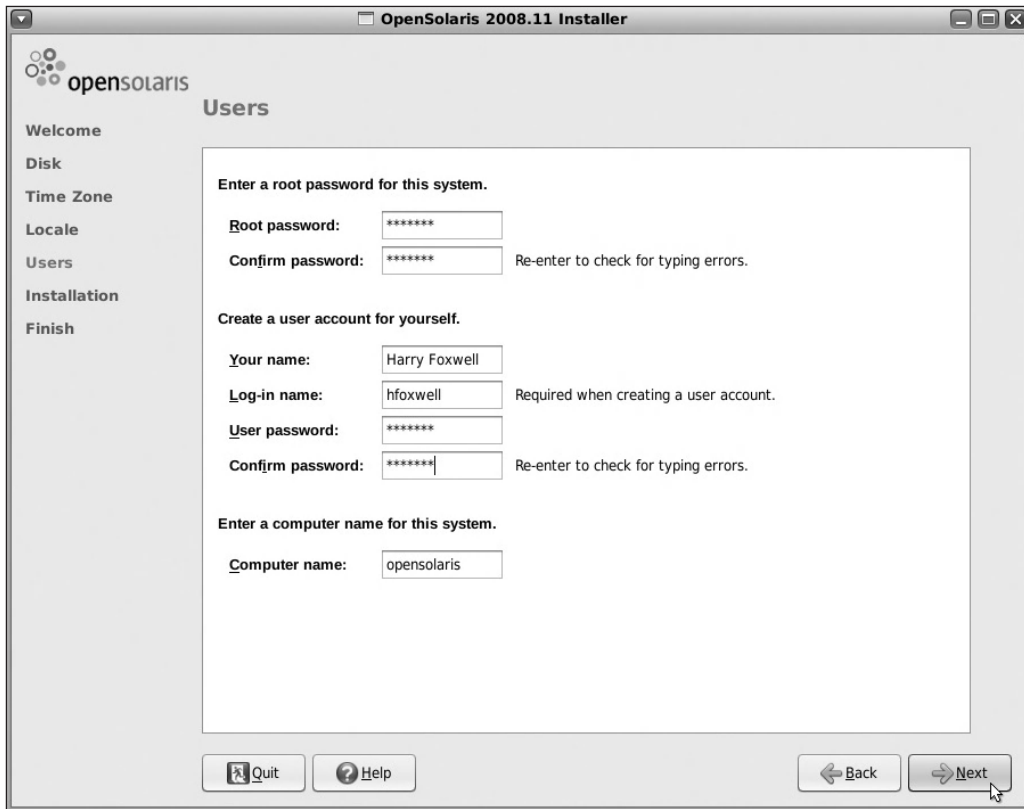 OpenSolaris 2008.11 Installer
opensolaris
Users
Welcome
Disk
Time Zone
Locale
Users
Installation
Finish
Enter a root password for this system.
Root password: *******
Confirm password: ******* Re-enter to check for typing errors.
Create a user account for yourself.
Your name: Harry Foxwell
Log-in name: hfoxwell Required when creating a user account.
User password: *******
Confirm password: ******* Re-enter to check for typing errors.
Enter a computer name for this system.
Computer name: opensolaris
Quit Help Back Next